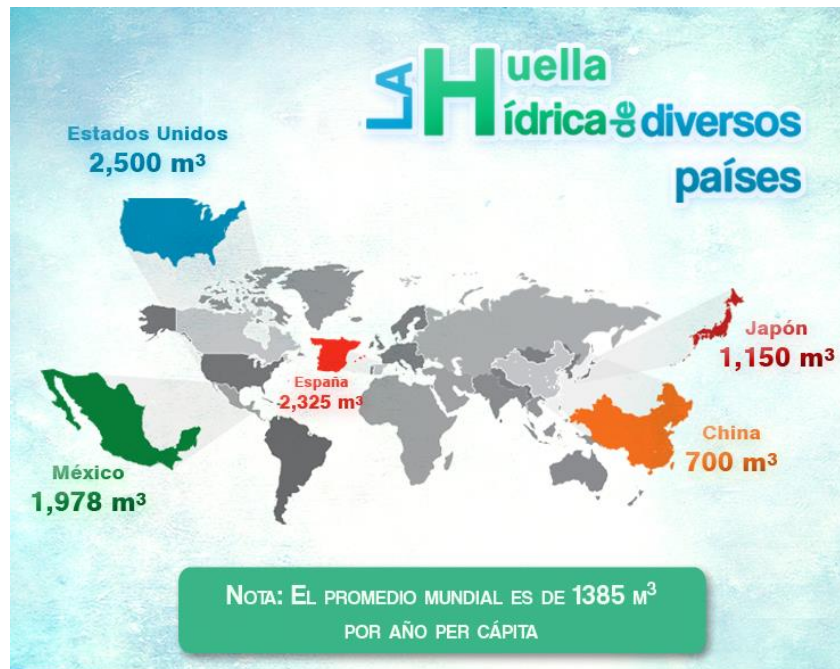 LA Huella
Hídrica de diversos
países
Estados Unidos
2,500 m³
España
2,325 m³
Japón
1,150 m³
México
1,978 m³
China
700 m³
NOTA: EL PROMEDIO MUNDIAL ES DE 1385 M³
POR AÑO PER CÁPITA